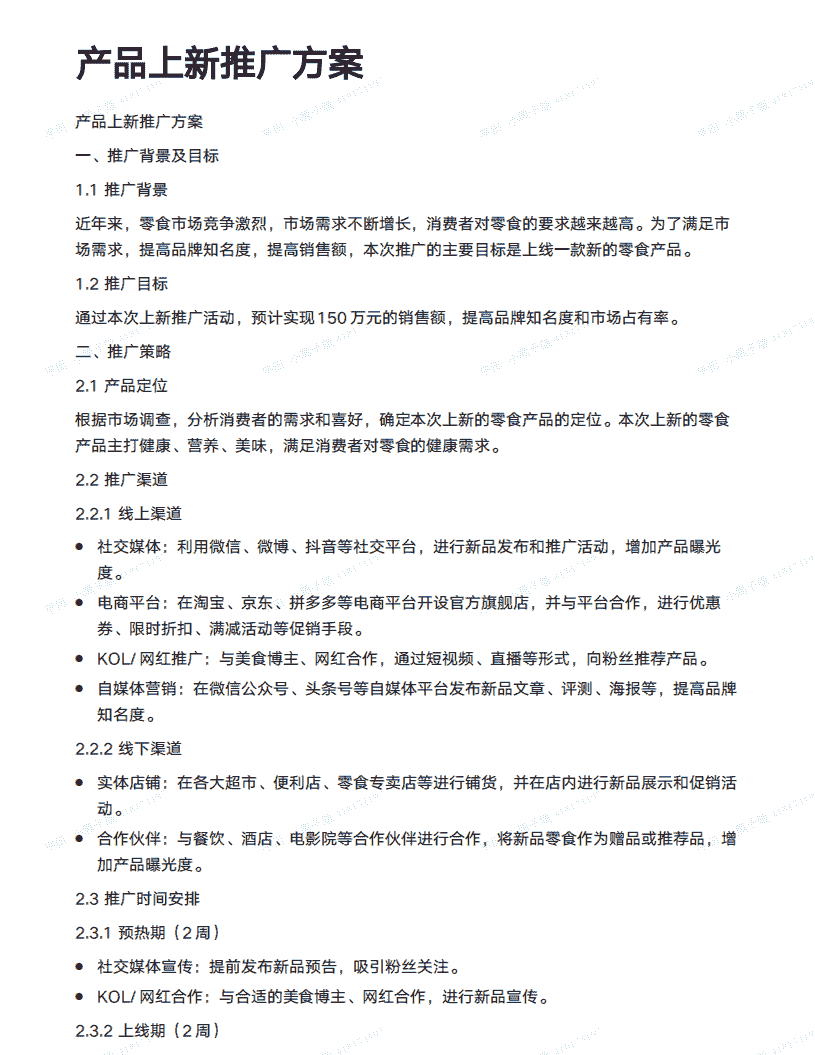 产品上新推广方案
产品上新推广方案
一、推广背景及目标
1.1 推广背景
近年来，零食市场竞争激烈，市场需求不断增长，消费者对零食的要求越来越高。为了满足市
场需求，提高品牌知名度，提高销售额，本次推广的主要目标是上线一款新的零食产品。
1.2 推广目标
通过本次上新推广活动，预计实现150万元的销售额，提高品牌知名度和市场占有率。
二、推广策略
2.1 产品定位
根据市场调查，分析消费者的需求和喜好，确定本次上新的零食产品的定位。本次上新的零食
产品主打健康、营养、美味，满足消费者对零食的健康需求。
2.2 推广渠道
2.2.1 线上渠道
● 社交媒体：利用微信、微博、抖音等社交平台，进行新品发布和推广活动，增加产品曝光
度。
● 电商平台：在淘宝、京东、拼多多等电商平台开设官方旗舰店，并与平台合作，进行优惠
券、限时折扣、满减活动等促销手段。
● KOL/网红推广：与美食博主、网红合作，通过短视频、直播等形式，向粉丝推荐产品。
● 自媒体营销：在微信公众号、头条号等自媒体平台发布新品文章、评测、海报等，提高品牌
知名度。
2.2.2 线下渠道
● 实体店铺：在各大超市、便利店、零食专卖店等进行铺货，并在店内进行新品展示和促销活
动。
● 合作伙伴：与餐饮、酒店、电影院等合作伙伴进行合作，将新品零食作为赠品或推荐品，增
加产品曝光度。
2.3 推广时间安排
2.3.1 预热期（2周）
● 社交媒体宣传：提前发布新品预告，吸引粉丝关注。
● KOL/网红合作：与合适的美食博主、网红合作，进行新品宣传。
2.3.2 上线期（2周）